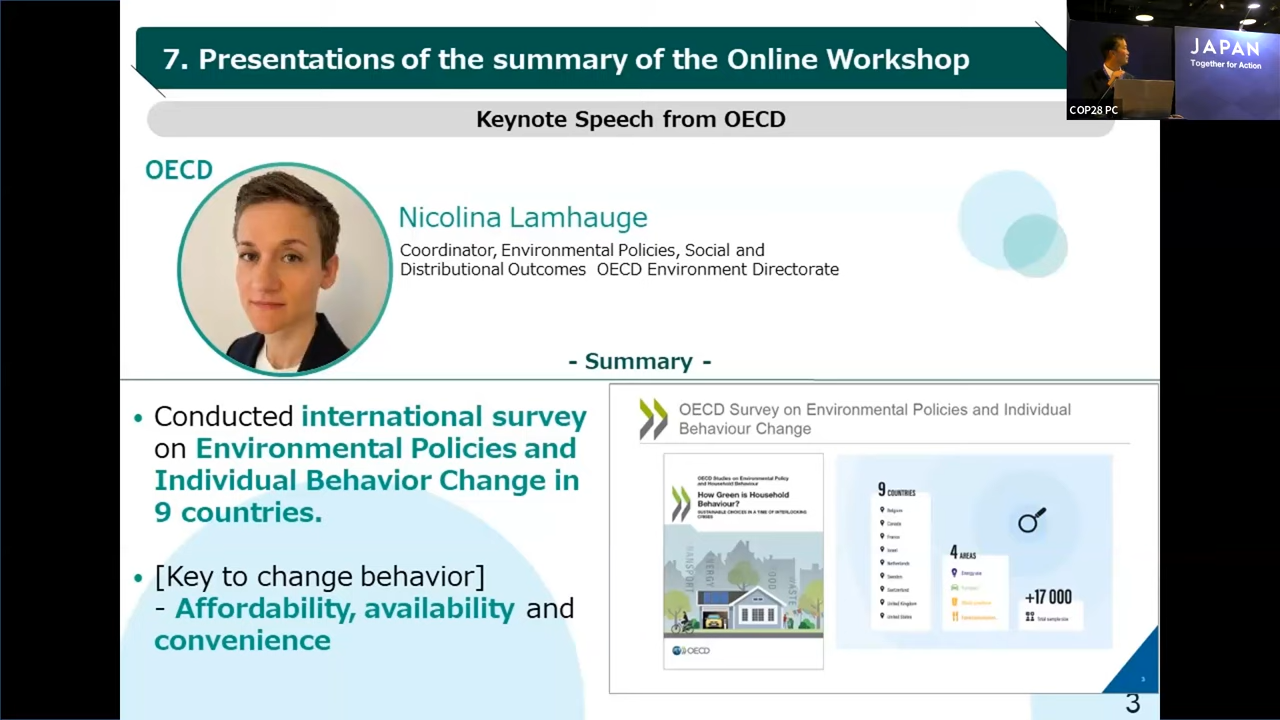 7. Presentations of the summary of the Online Workshop
JAPAN
Together for Action
COP28 PC
Keynote Speech from OECD
OECD
Nicolina Lamhauge
Coordinator, Environmental Policies, Social and
Distributional Outcomes OECD Environment Directorate
- Summary -
• Conducted international survey
on Environmental Policies and
Individual Behavior Change in
9 countries.
• [Key to change behavior]
- Affordability, availability and
convenience
OECD Survey on Environmental Policies and Individual
Behaviour Change
OECD Studies on Environmental Policy
and Household Behaviour
How Green is Household
Behaviour?
SUSTAINABLE CHOICES IN A TIME OF INTERLOCKING
CRISES
TRANSPORT
ENERGY
FOOD
WASTE
OECD
9 COUNTRIES
Belgium
Canada
France
Israel
Netherlands
Sweden
Switzerland
United Kingdom
United States
4 AREAS
Energy use
Transport
+17 000
Total sample size
3
3